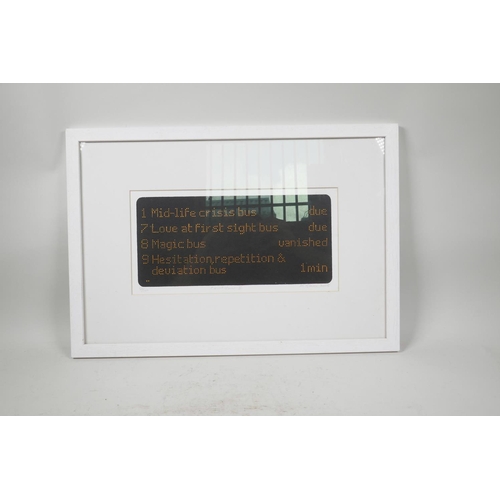 1 Mid-life crisis bus due
7 Love at first sight bus due
8 Magic bus vanished
9 Hesitation, repetition &
deviation bus 1 min